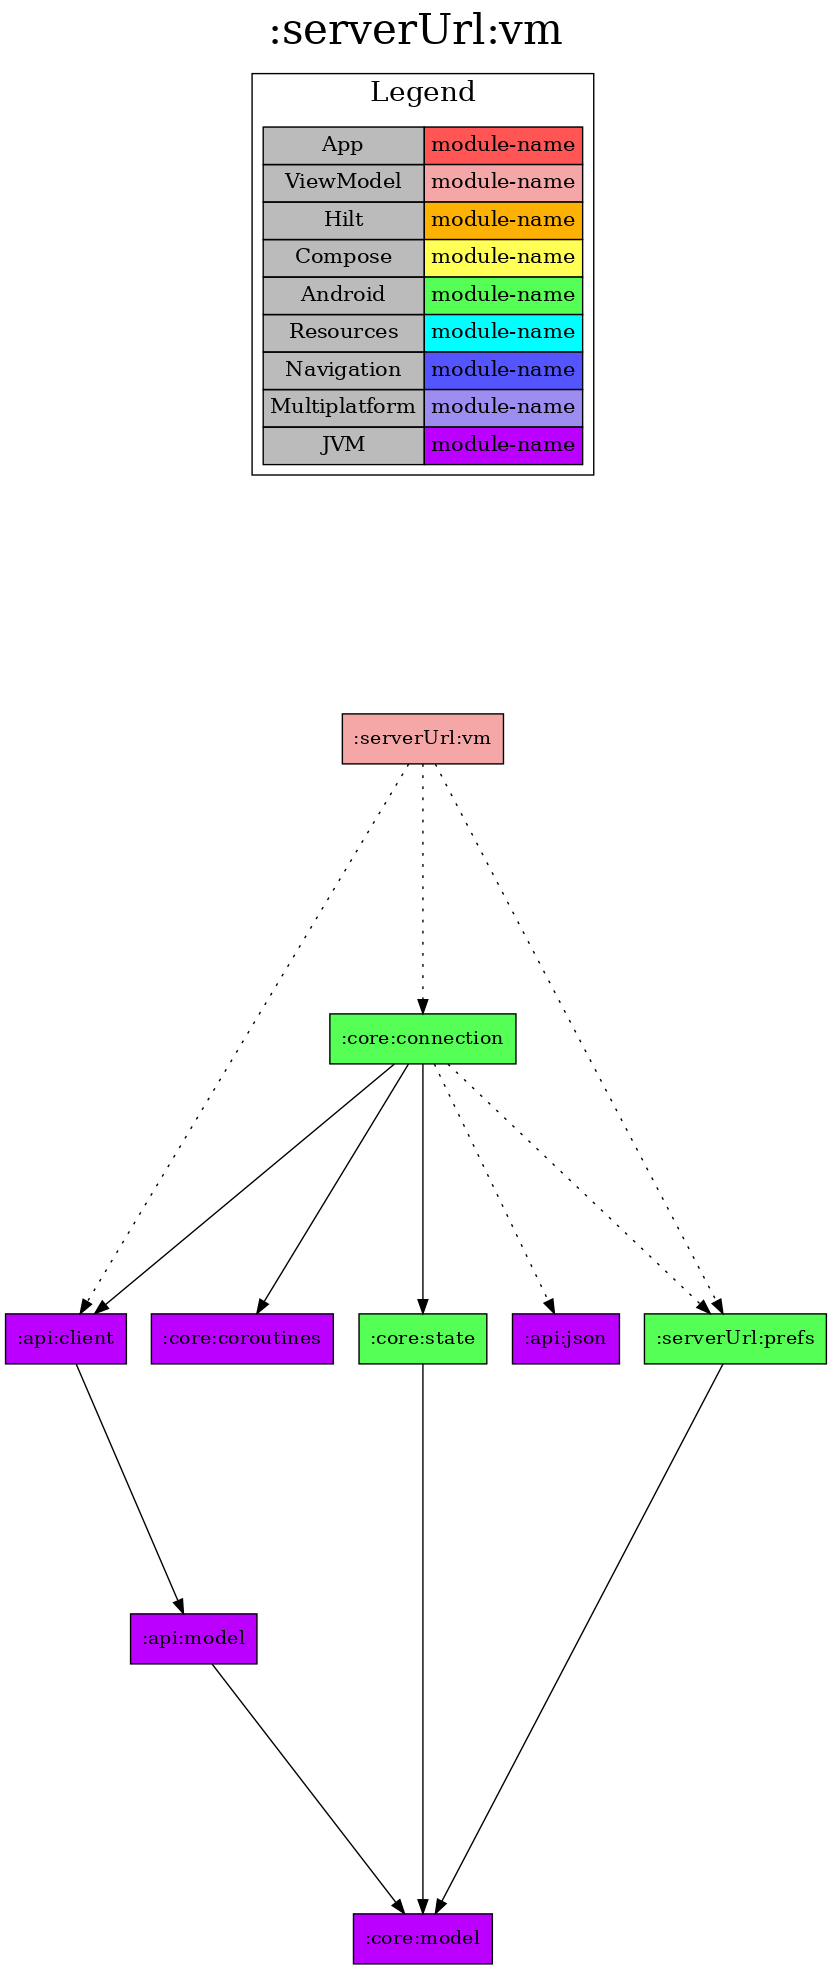 :serverUrl:vm
Legend
App module-name
ViewModel module-name
Hilt module-name
Compose module-name
Android module-name
Resources module-name
Navigation module-name
Multiplatform module-name
JVM module-name
:serverUrl:vm
:core:connection
:api:client :core:coroutines :core:state :api:json :serverUrl:prefs
:api:model
:core:model